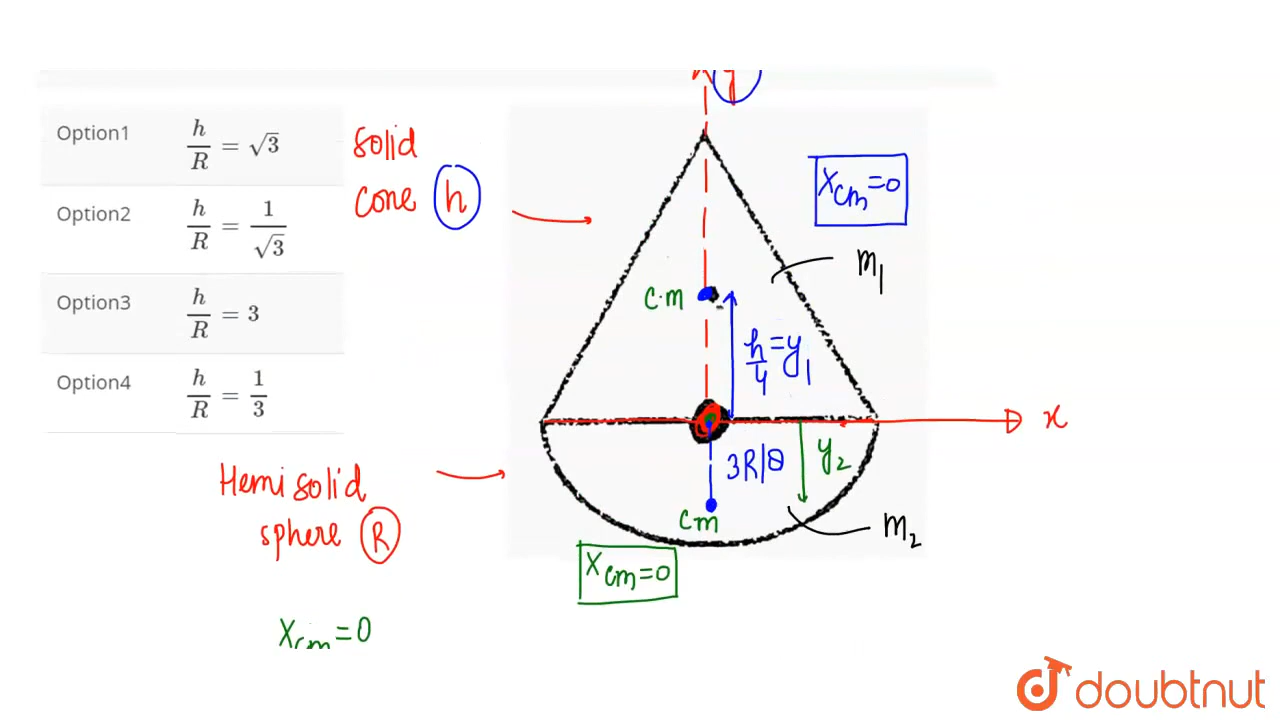 Option1 h/R = √3
Option2 h/R = 1/√3
Option3 h/R = 3
Option4 h/R = 1/3
solid
cone h
Hemi solid
sphere R
Xcm = 0
y
Xcm = 0
m1
C.M
h/4 = y1
x
3R/8
y2
cm
m2
Xcm = 0
doubtnut